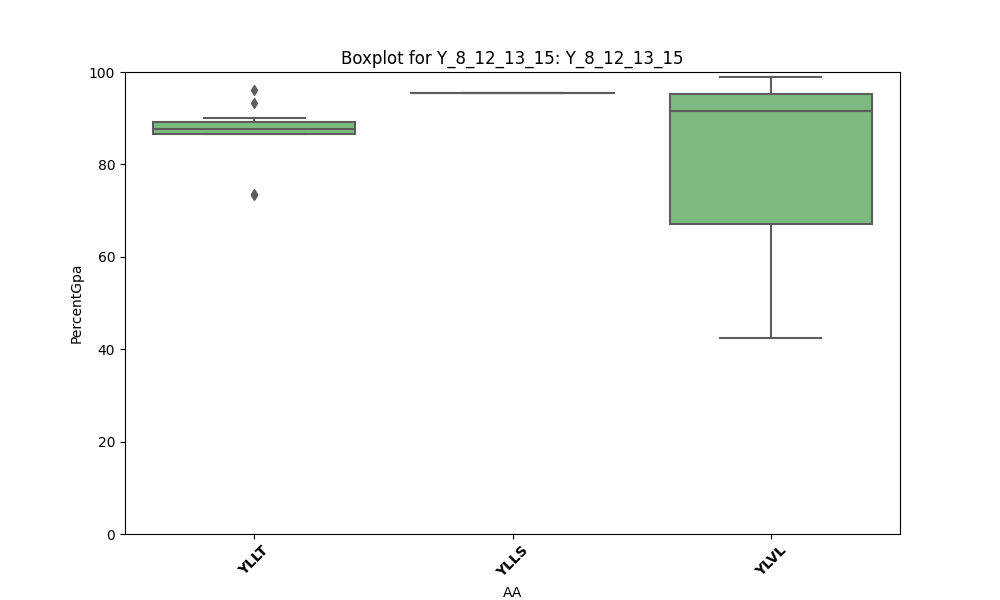 Boxplot for Y_8_12_13_15: Y_8_12_13_15
100
80
60
40
20
0
PercentGpa
YLLT
YLLS
YLVL
AA